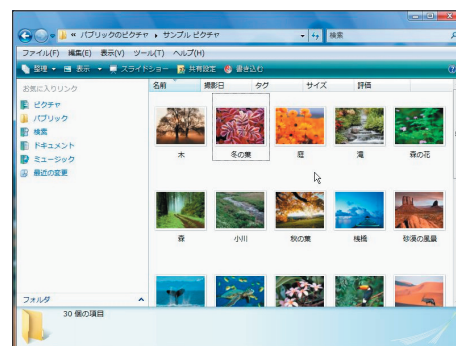 « パブリックのピクチャ ▸ サンプル ピクチャ
検索
ファイル(F) 編集(E) 表示(V) ツール(T) ヘルプ(H)
整理 表示 スライドショー 共有設定 書き込む
お気に入りリンク
ピクチャ
パブリック
検索
ドキュメント
ミュージック
最近の変更
フォルダ
名前 撮影日 タグ サイズ 評価
木 冬の葉 庭 滝 森の花
森 小川 秋の葉 桟橋 砂漠の風景
30 個の項目